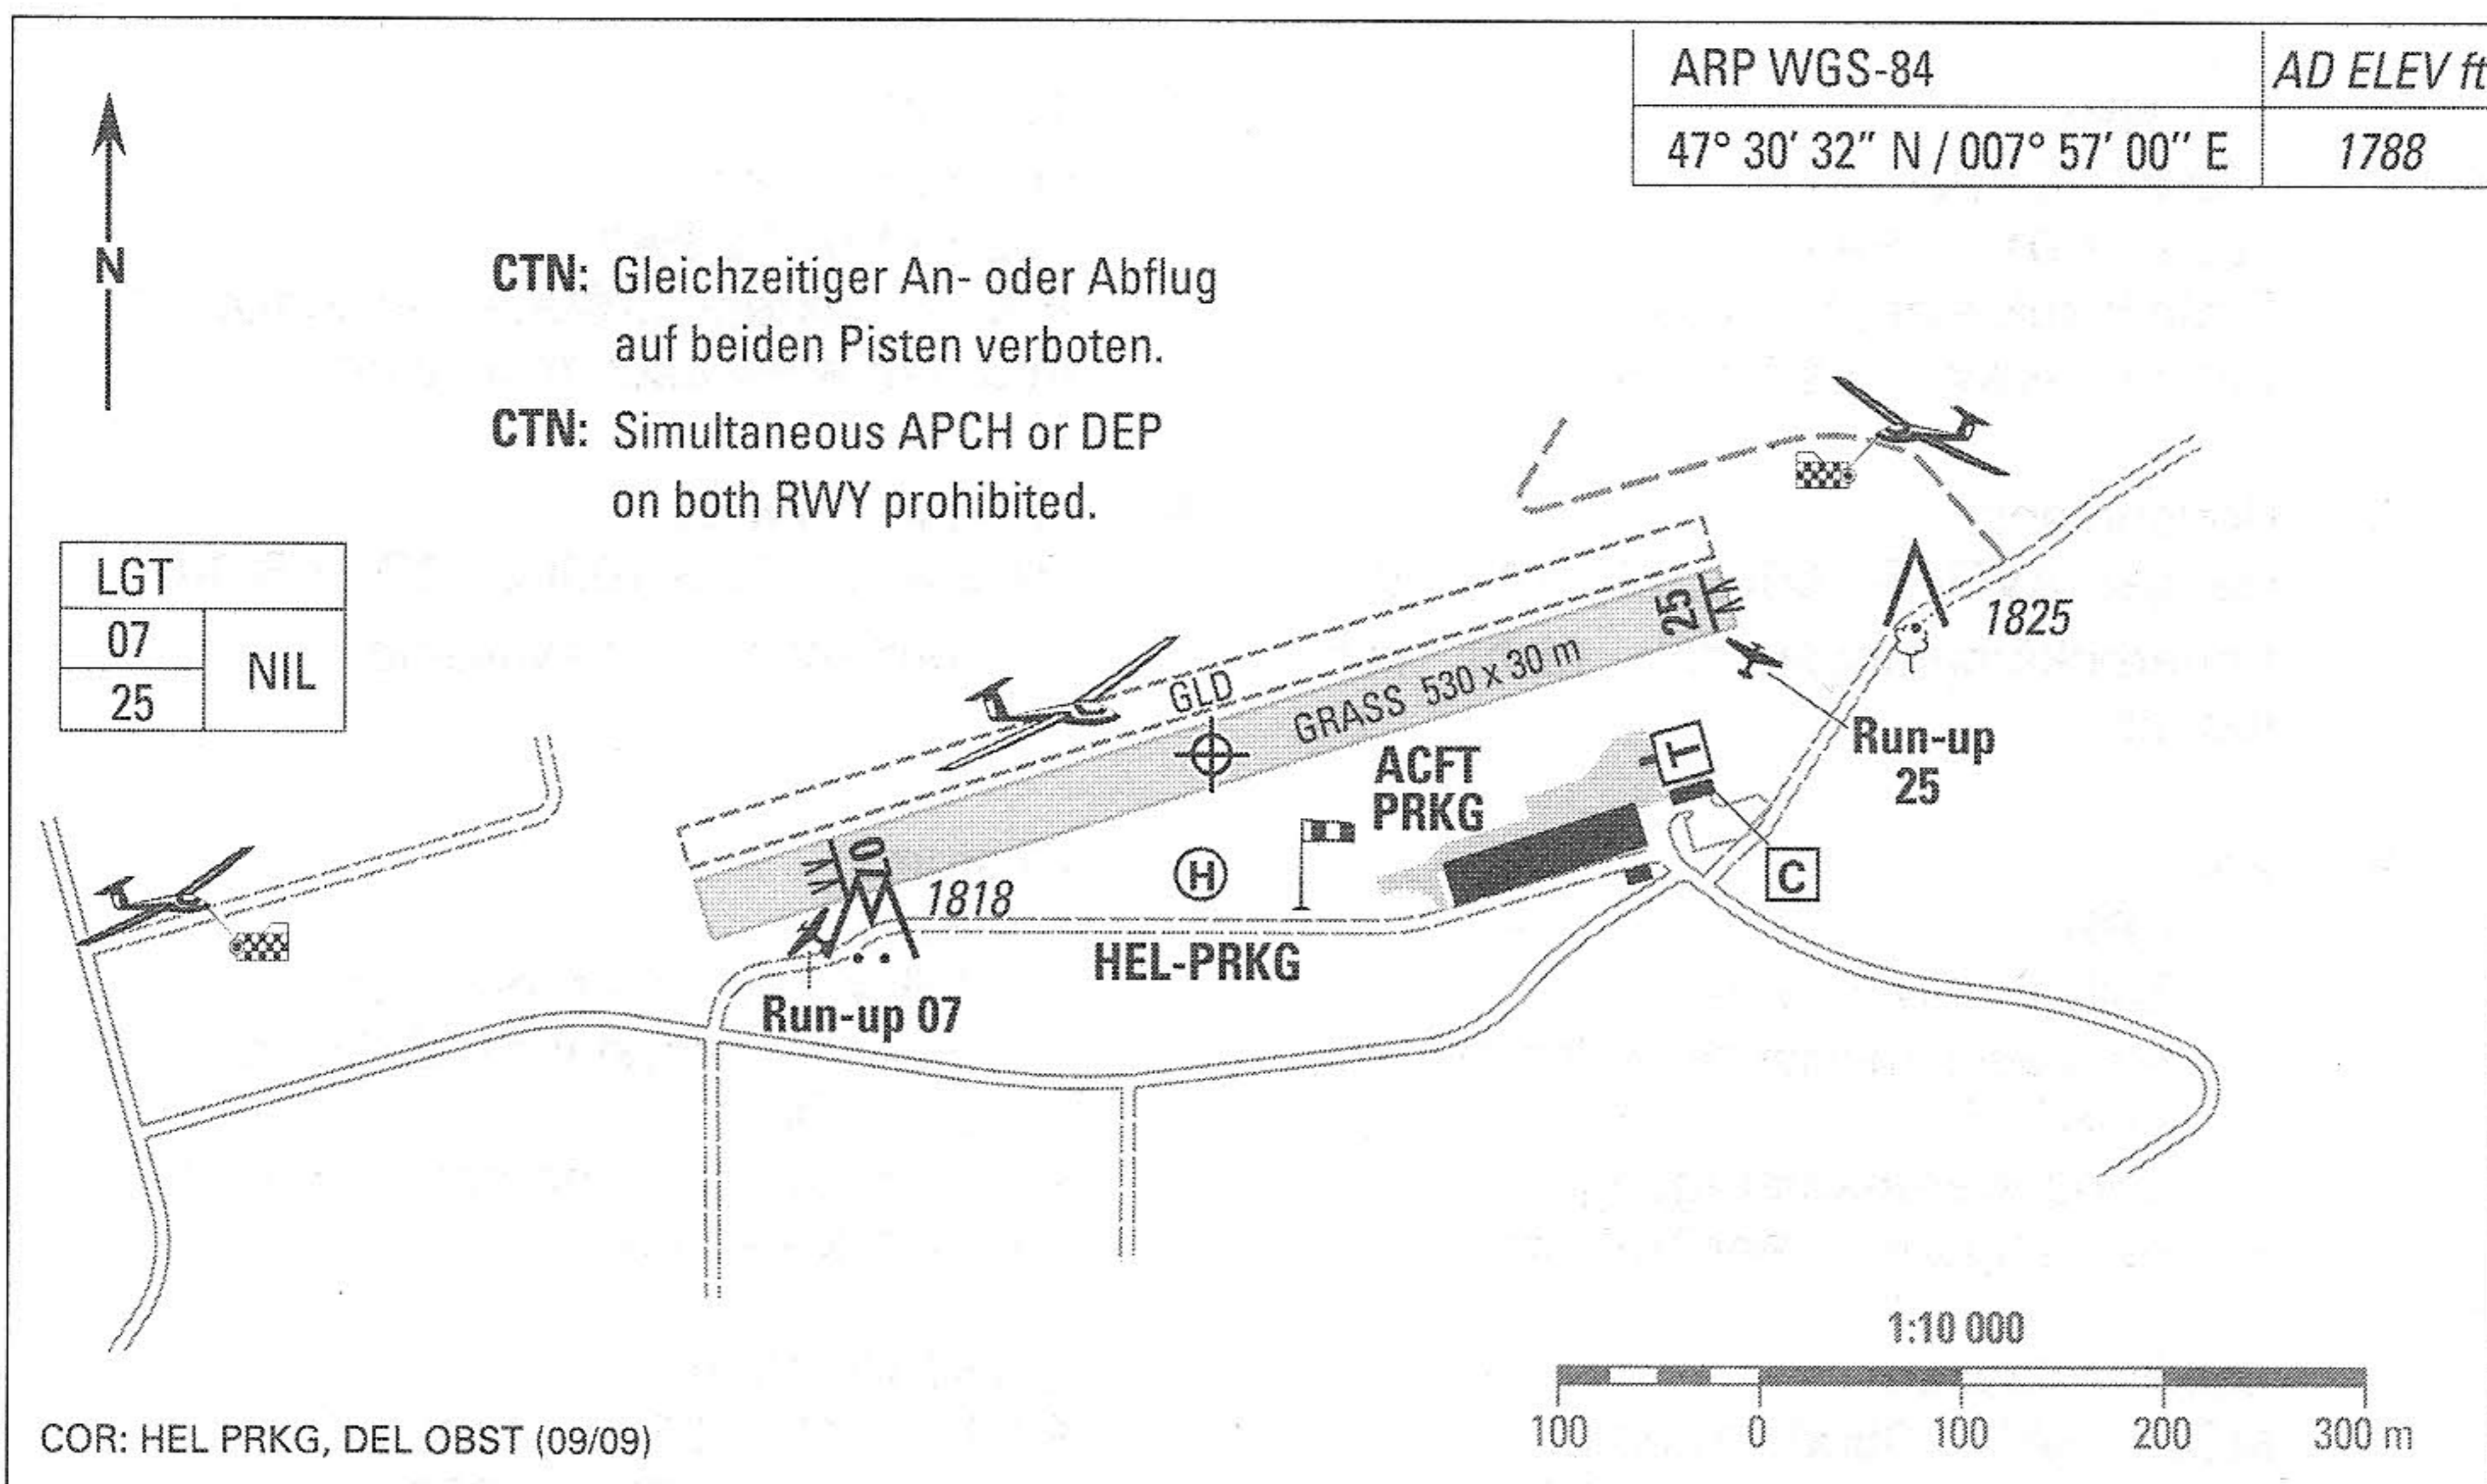 ARP WGS-84
AD ELEV ft
47° 30' 32" N / 007° 57' 00" E
1788
N
CTN: Gleichzeitiger An- oder Abflug
auf beiden Pisten verboten.
CTN: Simultaneous APCH or DEP
on both RWY prohibited.
LGT
07
25
NIL
1825
25
GRASS 530 x 30 m
GLD
Run-up
25
ACFT
PRKG
T
C
H
07
1818
HEL-PRKG
Run-up 07
1:10 000
100 0 100 200 300 m
COR: HEL PRKG, DEL OBST (09/09)